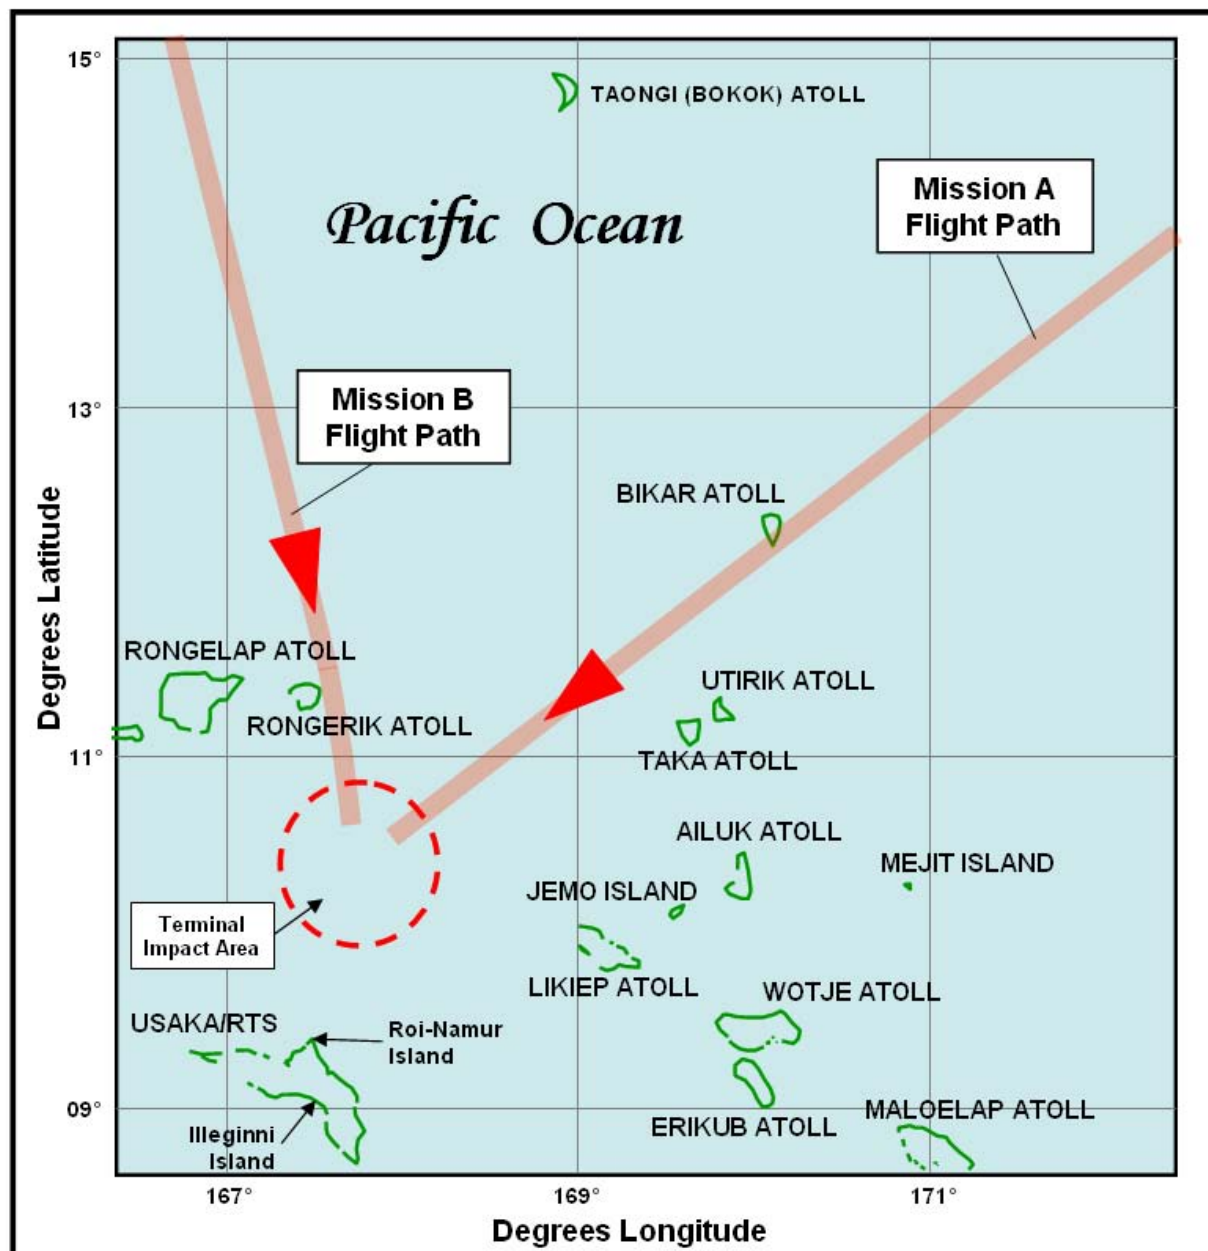 15°
TAONGI (BOKOK) ATOLL
Mission A
Flight Path
Pacific Ocean
Mission B
Flight Path
13°
BIKAR ATOLL
Degrees Latitude
RONGELAP ATOLL
UTIRIK ATOLL
RONGERIK ATOLL
11°
TAKA ATOLL
AILUK ATOLL
MEJIT ISLAND
JEMO ISLAND
Terminal
Impact Area
LIKIEP ATOLL
WOTJE ATOLL
USAKA/RTS
Roi-Namur
Island
09°
ERIKUB ATOLL
MALOELAP ATOLL
Illeginni
Island
167°
169°
171°
Degrees Longitude